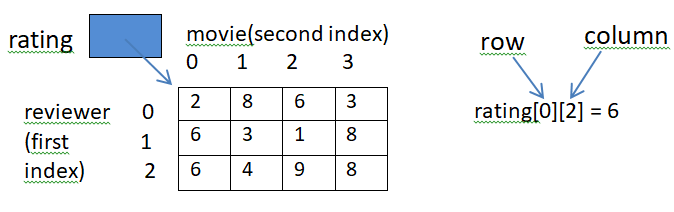 rating
movie(second index)
0 1 2 3
reviewer 0
(first 1
index) 2
2 8 6 3
6 3 1 8
6 4 9 8
row
column
rating[0][2] = 6